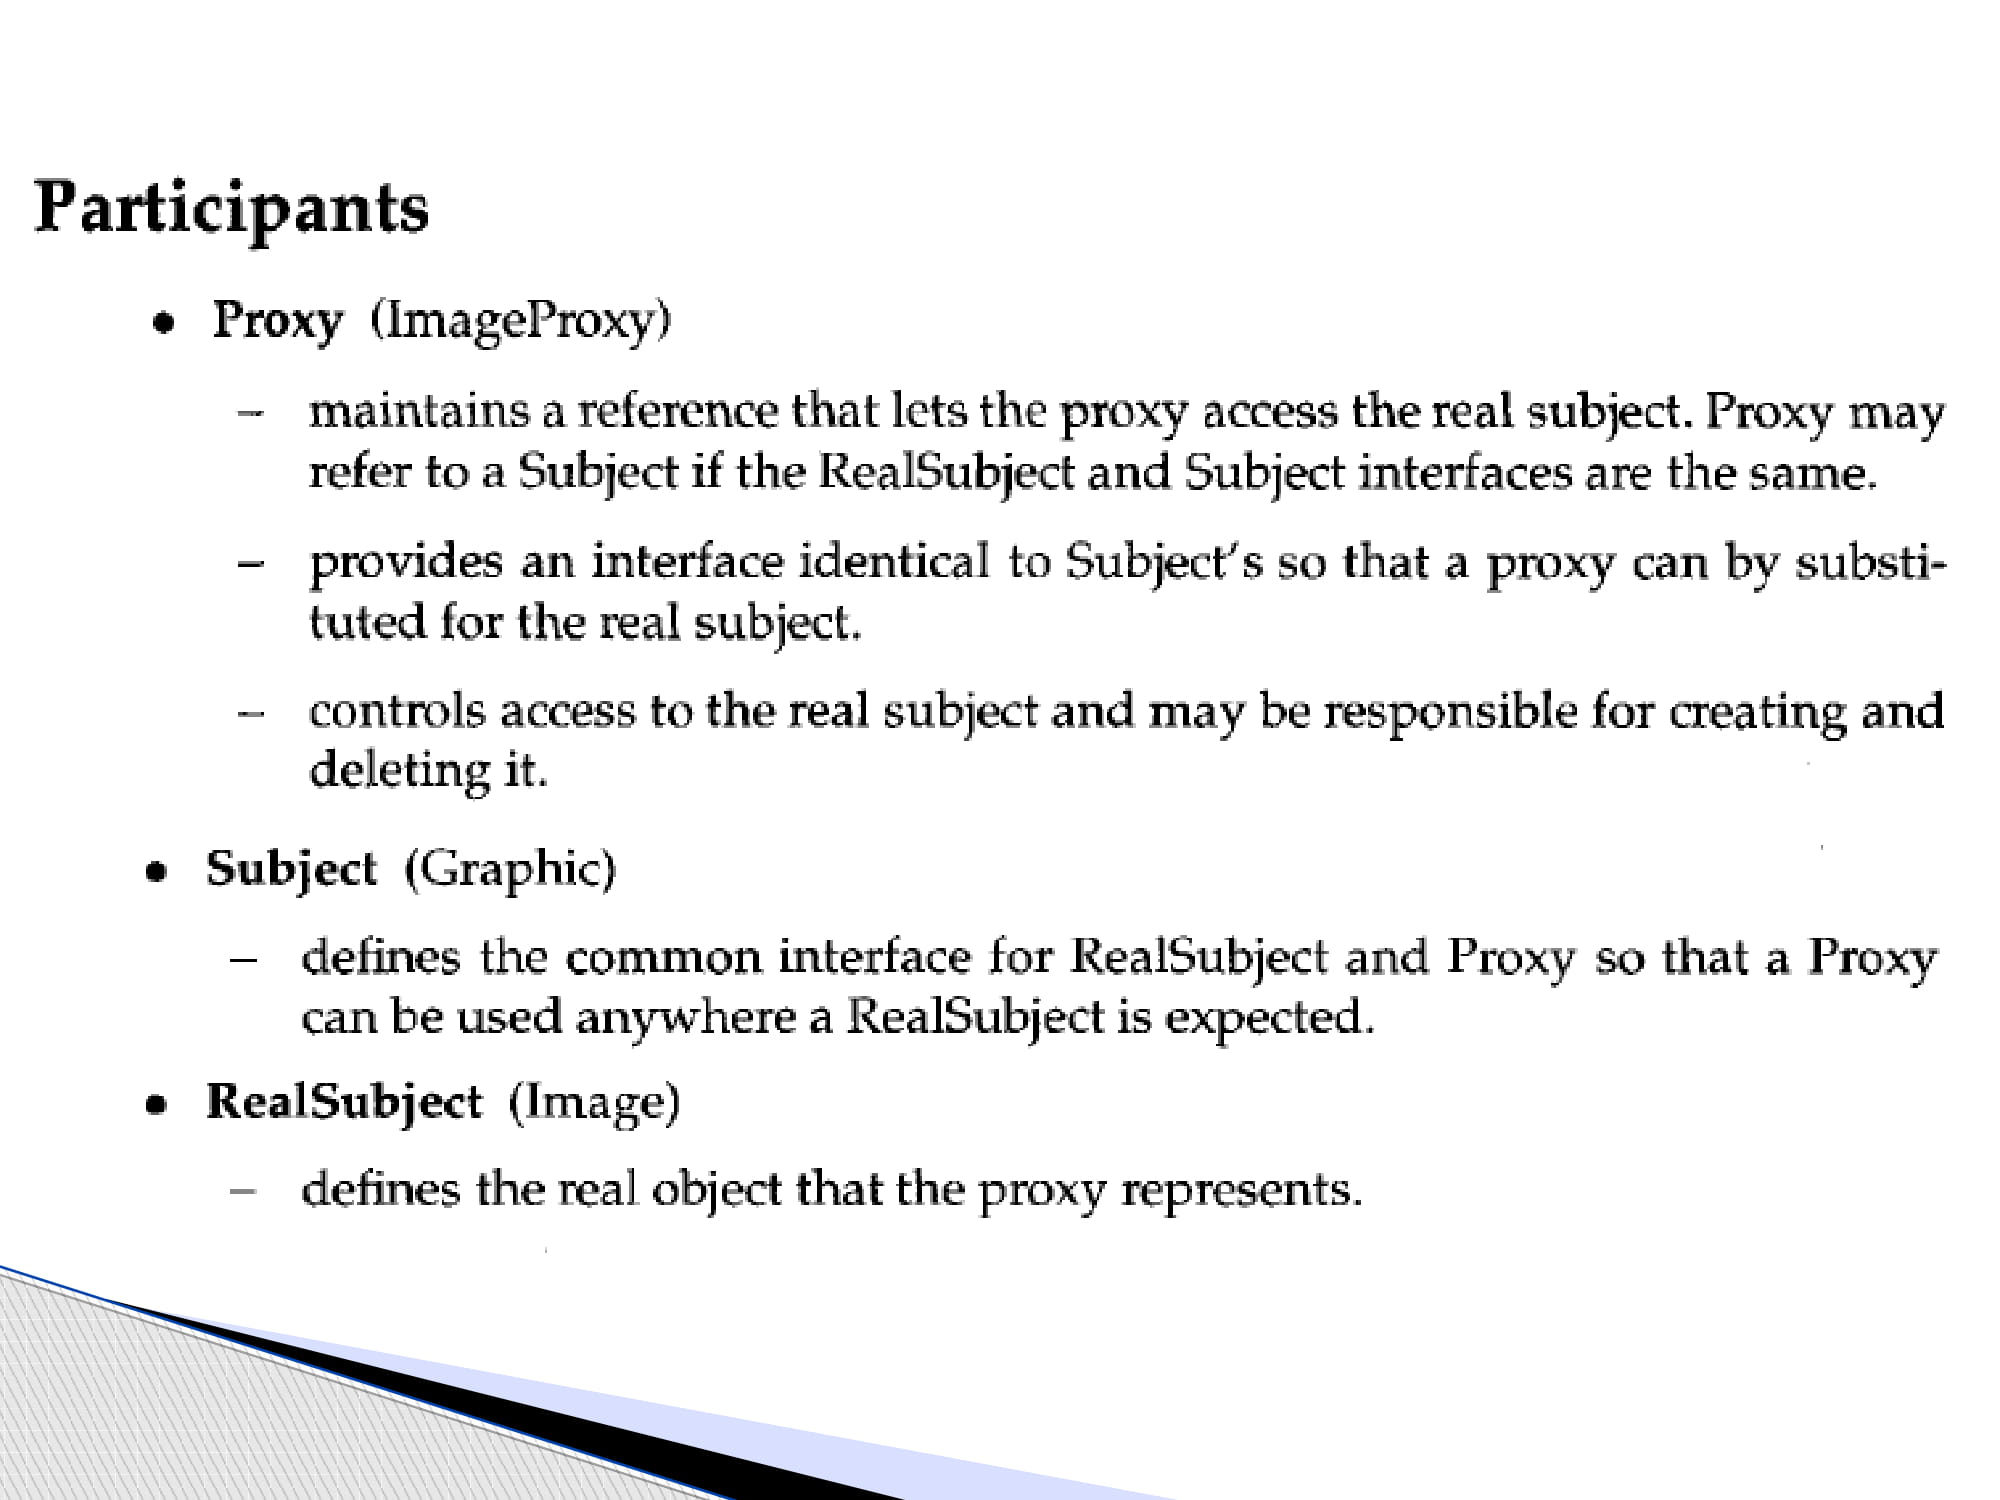 Participants
• Proxy (ImageProxy)
– maintains a reference that lets the proxy access the real subject. Proxy may
refer to a Subject if the RealSubject and Subject interfaces are the same.
– provides an interface identical to Subject's so that a proxy can by substi-
tuted for the real subject.
– controls access to the real subject and may be responsible for creating and
deleting it.
• Subject (Graphic)
– defines the common interface for RealSubject and Proxy so that a Proxy
can be used anywhere a RealSubject is expected.
• RealSubject (Image)
– defines the real object that the proxy represents.